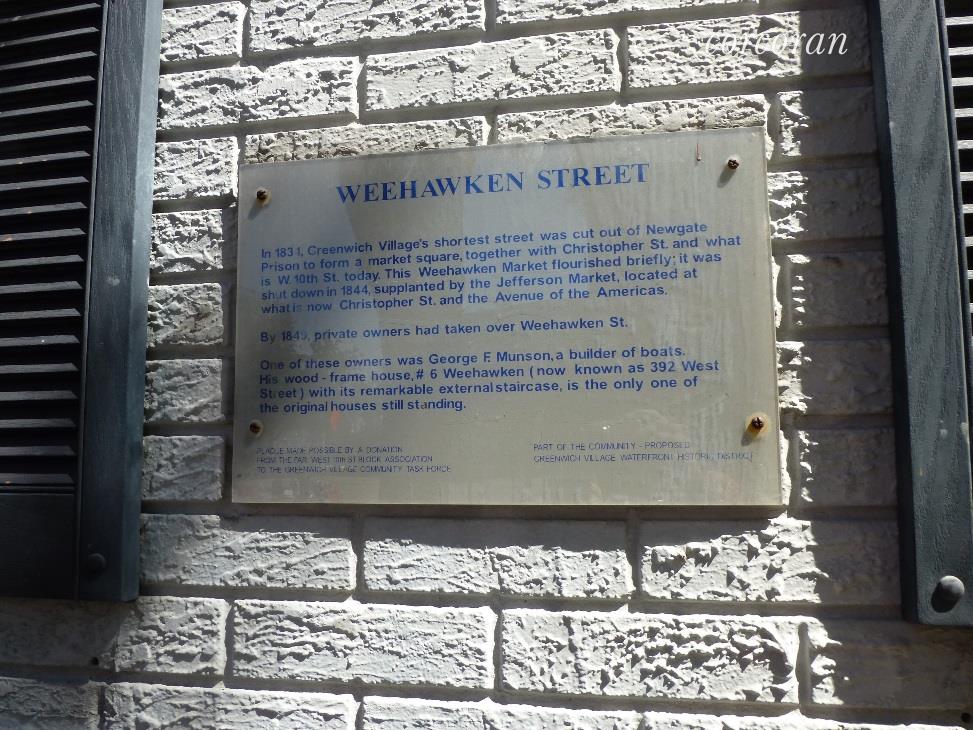 corcoran
WEEHAWKEN STREET
In 1831, Greenwich Village's shortest street was cut out of Newgate
Prison to form a market square, together with Christopher St. and what
is W. 10th St. today. This Weehawken Market flourished briefly; it was
shut down in 1844, supplanted by the Jefferson Market, located at
what is now Christopher St. and the Avenue of the Americas.
By 1849, private owners had taken over Weehawken St.
One of these owners was George F. Munson, a builder of boats.
His wood - frame house, # 6 Weehawken ( now known as 392 West
Street ) with its remarkable external staircase, is the only one of
the original houses still standing.
PLAQUE MADE POSSIBLE BY A DONATION
FROM THE FAR WEST 10th ST BLOCK ASSOCIATION
TO THE GREENWICH VILLAGE COMMUNITY TASK FORCE
PART OF THE COMMUNITY - PROPOSED
GREENWICH VILLAGE WATERFRONT HISTORIC DISTRICT